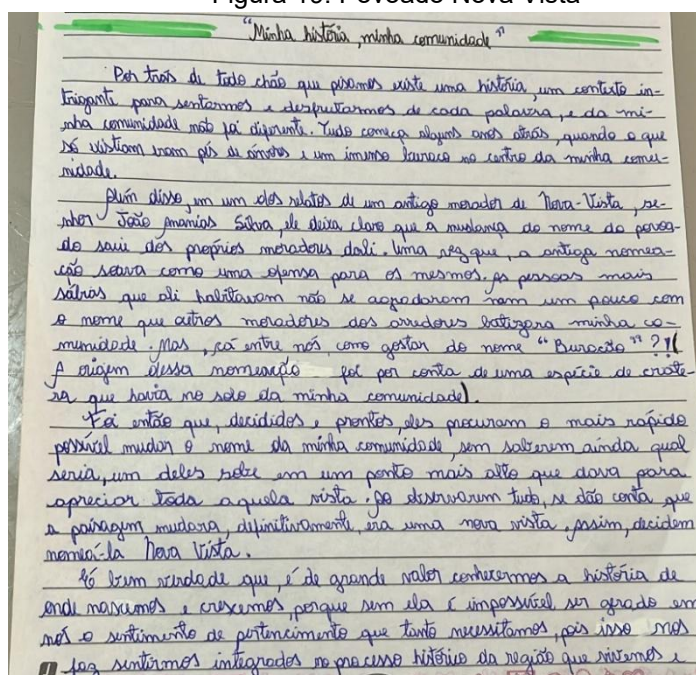 Figura 10: Povoado Nova Vista
"Minha história, minha comunidade"
Por trás de todo chão que pisamos existe uma história, um contexto in-
trigante para sentarmos e desfrutarmos de cada palavra, e da mi-
nha comunidade não foi diferente. Tudo começa alguns anos atrás, quando o que
só existiam eram pés de árvores e um imenso buraco no centro da minha comu-
nidade.
Além disso, em um dos relatos de um antigo morador de Nova-Vista, se-
nhor João Ananias Silva, ele deixa claro que a mudança do nome do povoa-
do saiu dos próprios moradores dali. Uma vez que, a antiga nomea-
ção soava como uma ofensa para os mesmos. As pessoas mais
sábias que ali habitavam não se agradaram nem um pouco com
o nome que outros moradores dos arredores batizara minha co-
munidade. Mas, cá entre nós, como gostar do nome "Buracão"?!(
A origem dessa nomeação foi por conta de uma espécie de crate-
ra que havia no solo da minha comunidade).
Foi então que, decididos e prontos, eles procuram o mais rápido
possível mudar o nome da minha comunidade, sem saberem ainda qual
seria, um deles sobe em um ponto mais alto que dava para
apreciar toda aquela vista. Ao observarem tudo, se dão conta que
a paisagem mudara, definitivamente, era uma nova vista. Assim, decidem
nomeá-la Nova Vista.
É bem verdade que, é de grande valor conhecermos a história de
onde nascemos e crescemos, porque sem ela é impossível ser gerado em
nós o sentimento de pertencimento que tanto necessitamos, pois isso nos
faz sentirmos integrados no processo histórico da região que vivemos e